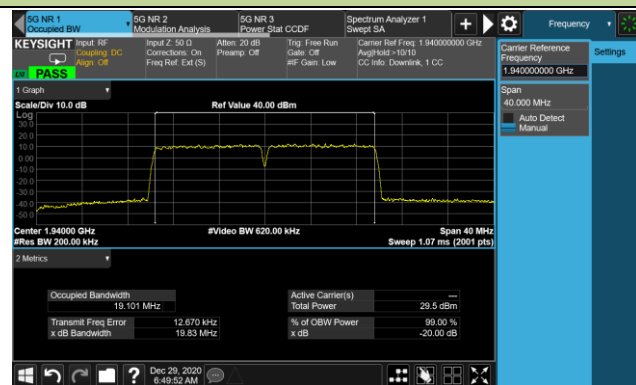 5G NR 1
Occupied BW
5G NR 2
Modulation Analysis
5G NR 3
Power Stat CCDF
Spectrum Analyzer 1
Swept SA
Frequency
KEYSIGHT Input: RF
Coupling: DC
Align: Off
Input Z: 50 Ω
Corrections: On
Freq Ref: Ext (S)
Atten: 20 dB
Preamp: Off
Trig: Free Run
Gate: Off
#IF Gain: Low
Carrier Ref Freq: 1.940000000 GHz
Avg|Hold:>10/10
CC Info: Downlink, 1 CC
PASS
Carrier Reference
Frequency
1.940000000 GHz
Settings
Span
40.000 MHz
Auto Detect
Manual
1 Graph
Scale/Div 10.0 dB
Ref Value 40.00 dBm
Log
30.0
20.0
10.0
0.00
-10.0
-20.0
-30.0
-40.0
-50.0
Center 1.94000 GHz
#Video BW 620.00 kHz
Span 40 MHz
#Res BW 200.00 kHz
Sweep 1.07 ms (2001 pts)
2 Metrics
Occupied Bandwidth
19.101 MHz
Active Carrier(s)
---
Total Power 29.5 dBm
Transmit Freq Error 12.670 kHz
% of OBW Power 99.00 %
x dB Bandwidth 19.83 MHz
x dB -20.00 dB
?
Dec 29, 2020
6:49:52 AM